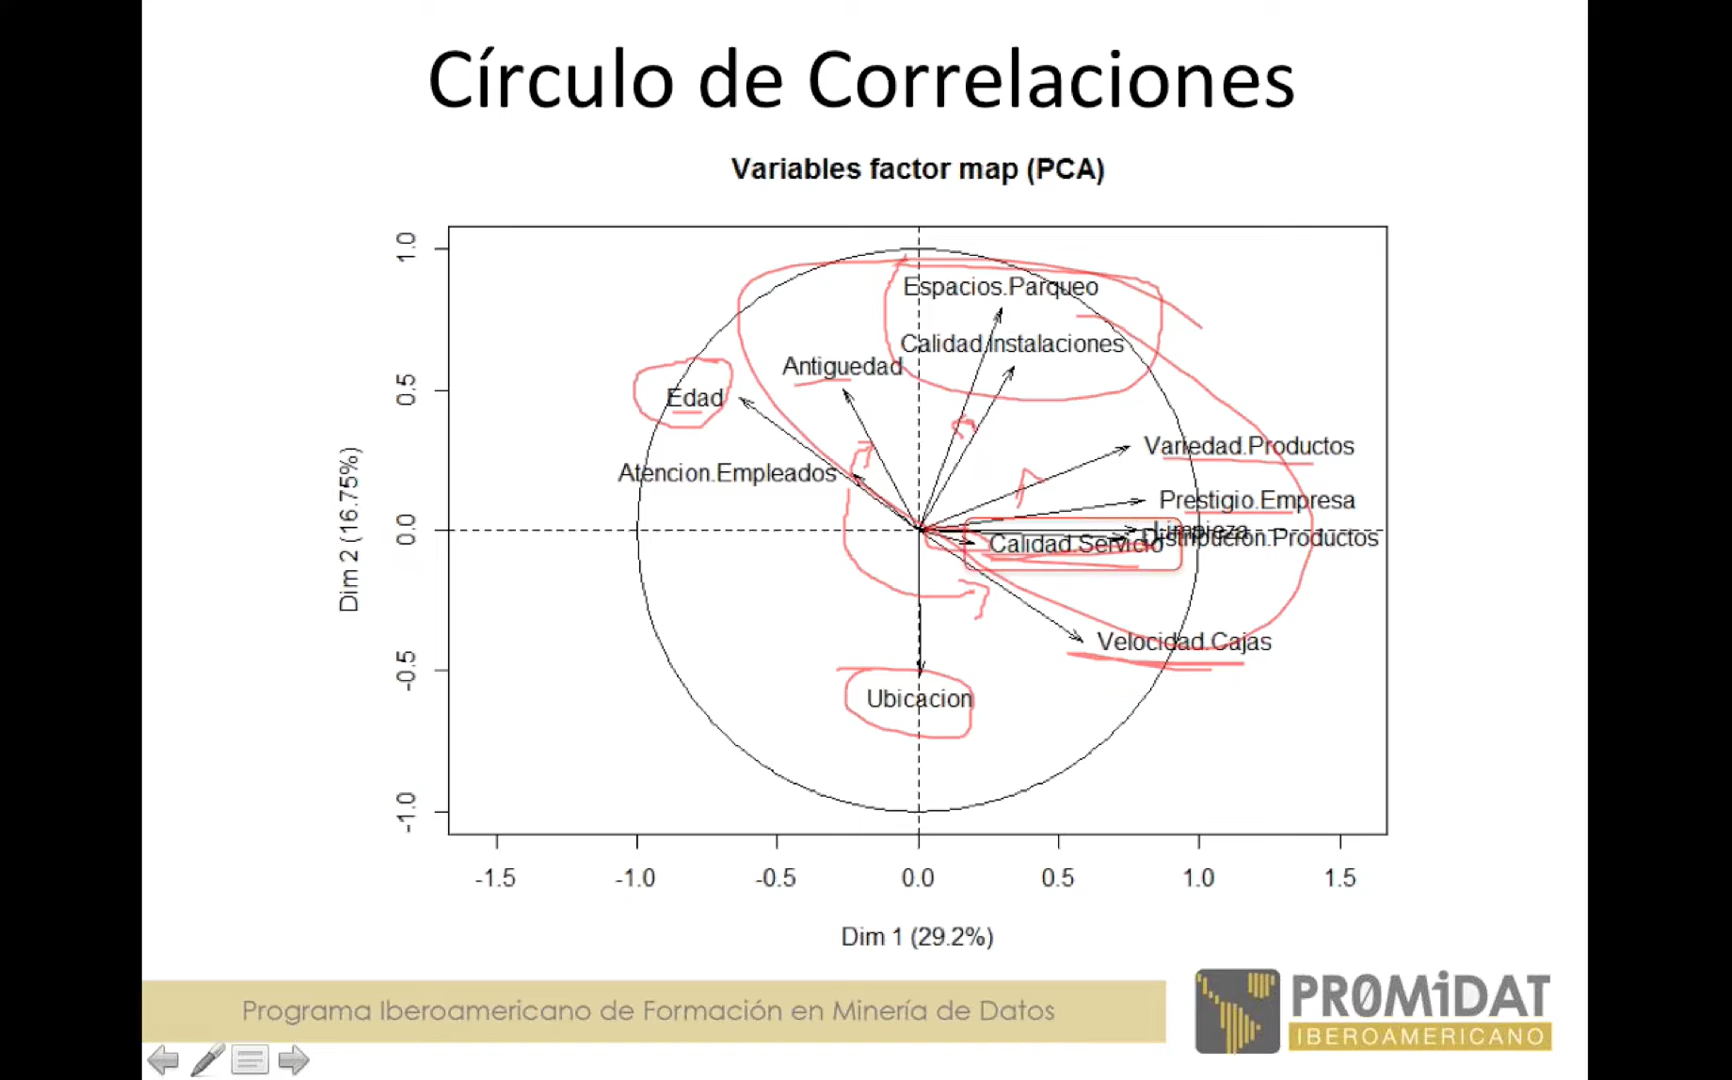 Círculo de Correlaciones
Variables factor map (PCA)
Espacios.Parqueo
Calidad.Instalaciones
Antiguedad
Edad
Variedad.Productos
Atencion.Empleados
Prestigio.Empresa
Limpieza
Distribucion.Productos
Calidad.Servicio
Velocidad.Cajas
Ubicacion
1.0
0.5
0.0
-0.5
-1.0
Dim 2 (16.75%)
-1.5 -1.0 -0.5 0.0 0.5 1.0 1.5
Dim 1 (29.2%)
Programa Iberoamericano de Formación en Minería de Datos
PR0MiDAT
IBEROAMERICANO